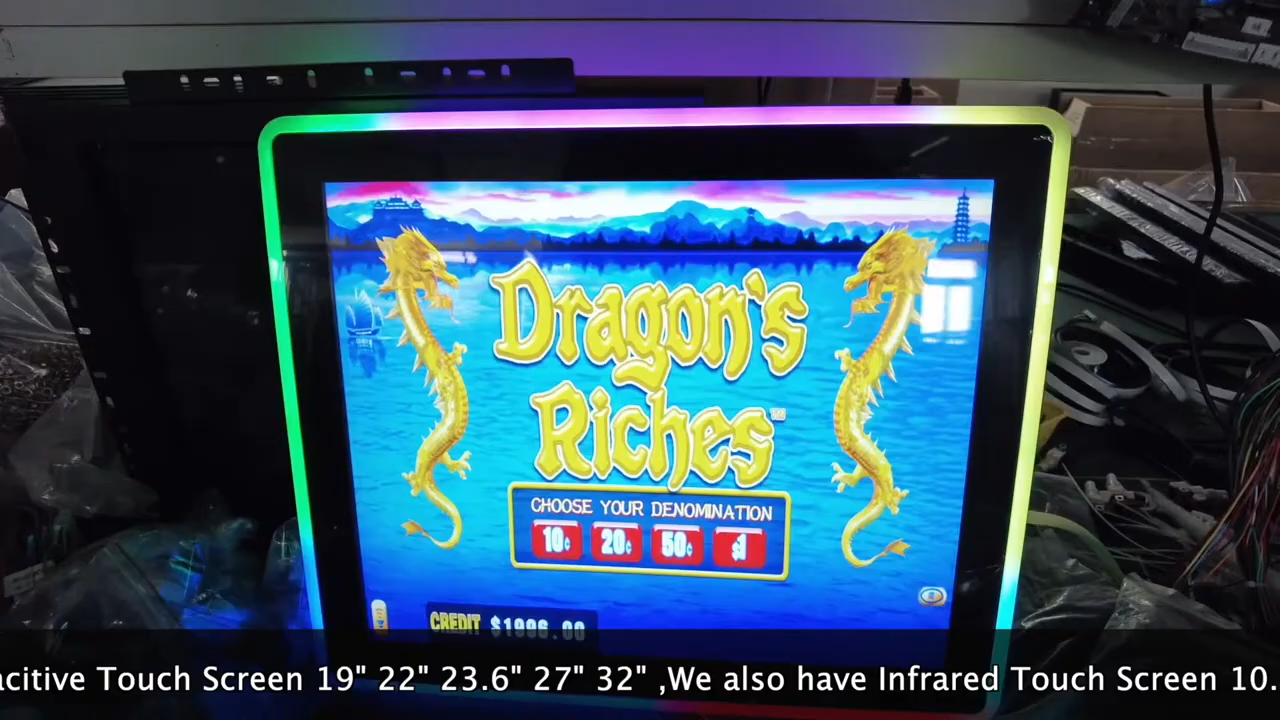 Dragon's
Riches™
CHOOSE YOUR DENOMINATION
10¢ 20¢ 50¢ $1
CREDIT $1996.00
acitive Touch Screen 19" 22" 23.6" 27" 32" ,We also have Infrared Touch Screen 10.